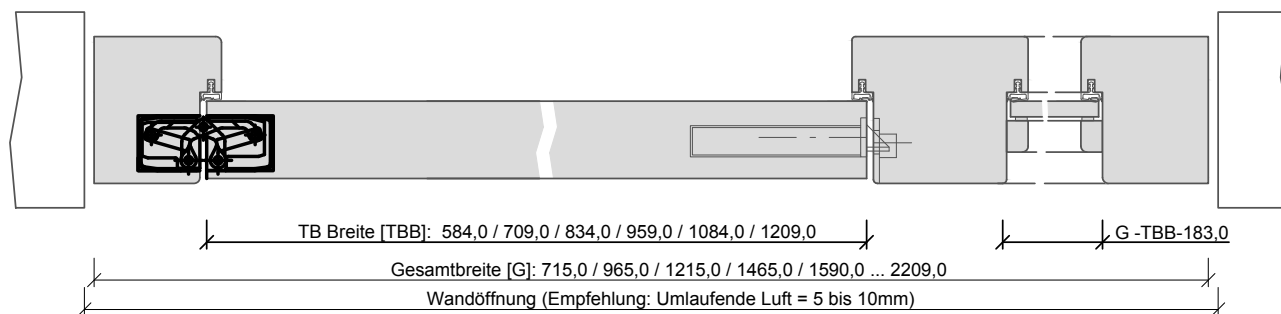 TB Breite [TBB]: 584,0 / 709,0 / 834,0 / 959,0 / 1084,0 / 1209,0
G -TBB-183,0
Gesamtbreite [G]: 715,0 / 965,0 / 1215,0 / 1465,0 / 1590,0 ... 2209,0
Wandöffnung (Empfehlung: Umlaufende Luft = 5 bis 10mm)